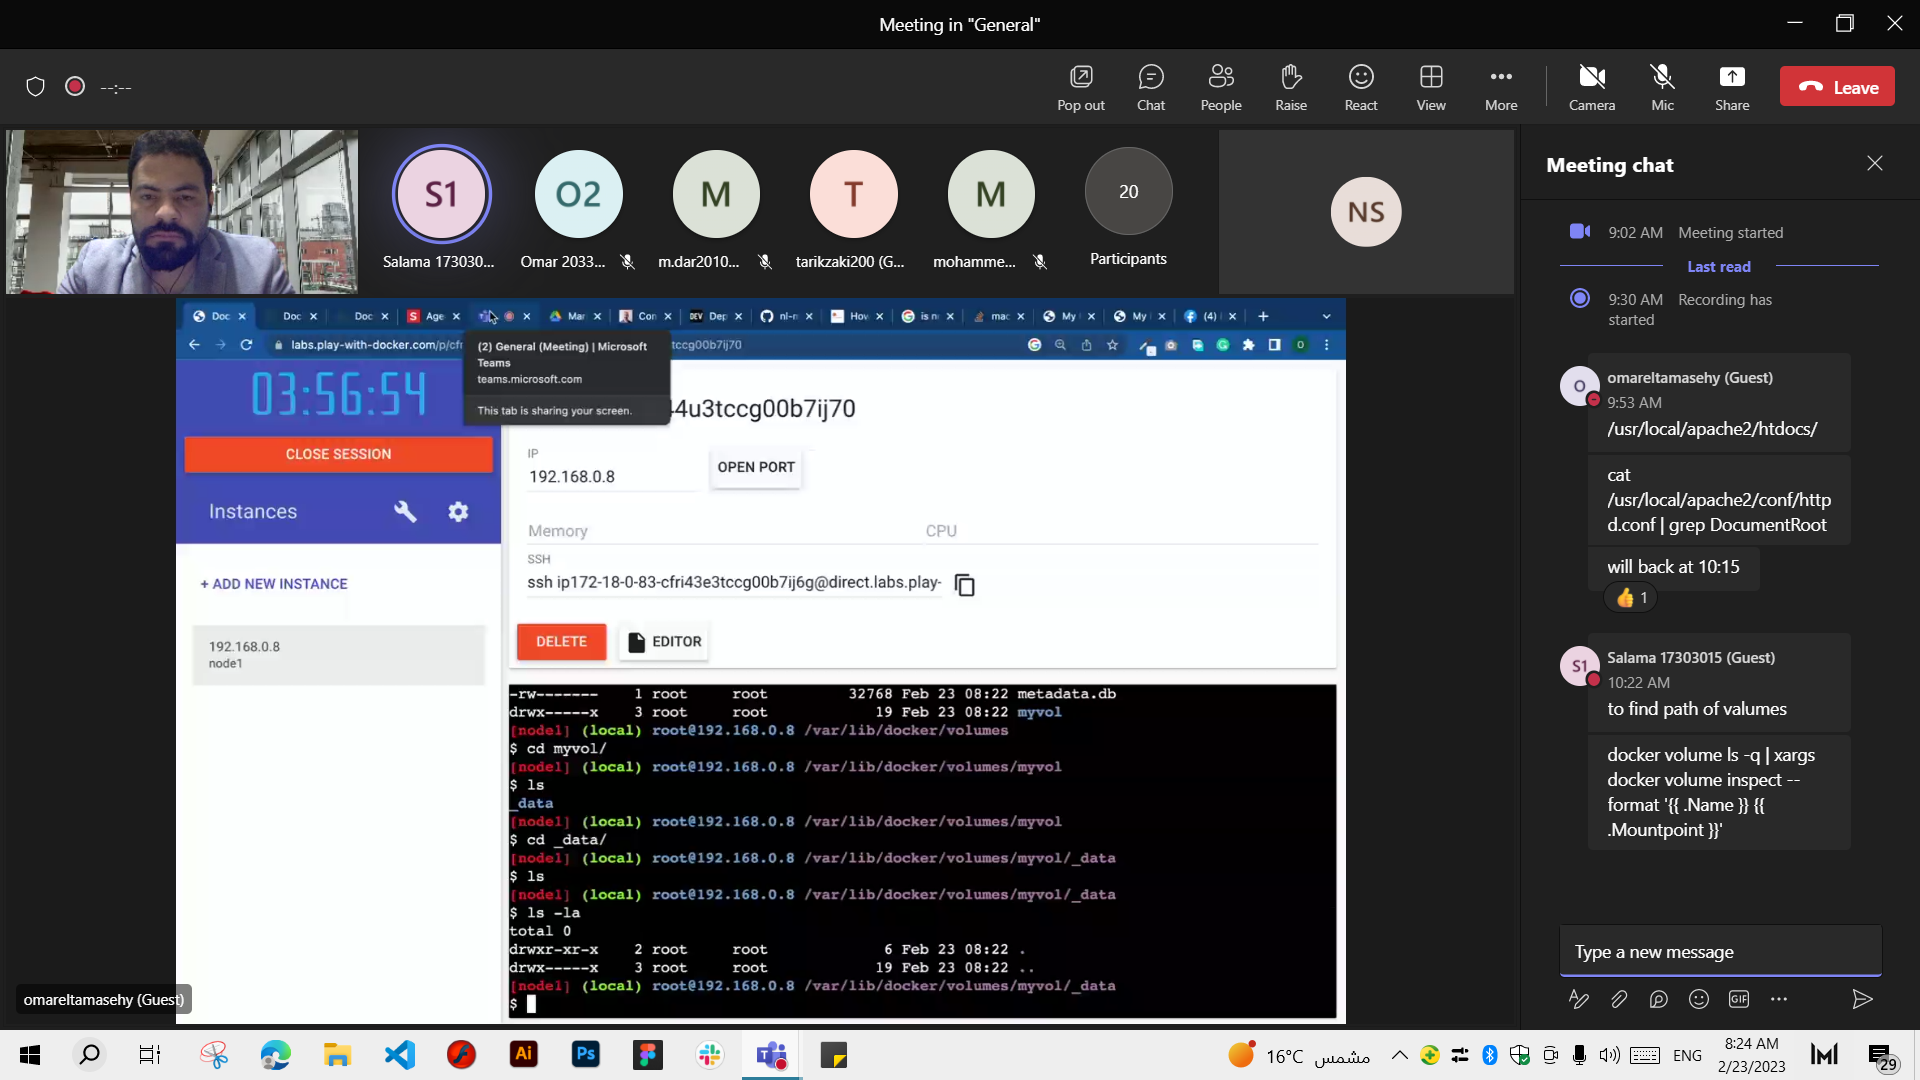 Meeting in "General"
--:--
Pop out
Chat
People
Raise
React
View
More
Camera
Mic
Share
Leave
S1
O2
M
T
M
20
NS
Salama 173030...
Omar 2033...
m.dar2010...
tarikzaki200 (G...
mohamme...
Participants
Doc
Doc
Doc
Age
Mar
Con
DEV Dep
nl-n
How
is n
mac
My
My
(4)
labs.play-with-docker.com/p/cfr
tccg00b7ij70
(2) General (Meeting) | Microsoft
Teams
teams.microsoft.com
This tab is sharing your screen.
03:56:54
CLOSE SESSION
Instances
+ ADD NEW INSTANCE
192.168.0.8
node1
4u3tccg00b7ij70
IP
192.168.0.8
OPEN PORT
Memory
CPU
SSH
ssh ip172-18-0-83-cfri43e3tccg00b7ij6g@direct.labs.play-
DELETE
EDITOR
-rw------- 1 root root 32768 Feb 23 08:22 metadata.db
drwx-----x 3 root root 19 Feb 23 08:22 myvol
[node1] (local) root@192.168.0.8 /var/lib/docker/volumes
$ cd myvol/
[node1] (local) root@192.168.0.8 /var/lib/docker/volumes/myvol
$ ls
_data
[node1] (local) root@192.168.0.8 /var/lib/docker/volumes/myvol
$ cd _data/
[node1] (local) root@192.168.0.8 /var/lib/docker/volumes/myvol/_data
$ ls
[node1] (local) root@192.168.0.8 /var/lib/docker/volumes/myvol/_data
$ ls -la
total 0
drwxr-xr-x 2 root root 6 Feb 23 08:22 .
drwx-----x 3 root root 19 Feb 23 08:22 ..
[node1] (local) root@192.168.0.8 /var/lib/docker/volumes/myvol/_data
$
omareltamasehy (Guest)
Meeting chat
9:02 AM Meeting started
Last read
9:30 AM Recording has
started
O
omareltamasehy (Guest)
9:53 AM
/usr/local/apache2/htdocs/
cat
/usr/local/apache2/conf/http
d.conf | grep DocumentRoot
will back at 10:15
1
S1
Salama 17303015 (Guest)
10:22 AM
to find path of valumes
docker volume ls -q | xargs
docker volume inspect --
format '{{ .Name }} {{
.Mountpoint }}'
Type a new message
GIF
Ai
Ps
16°C مشمس
ENG
8:24 AM
2/23/2023
29